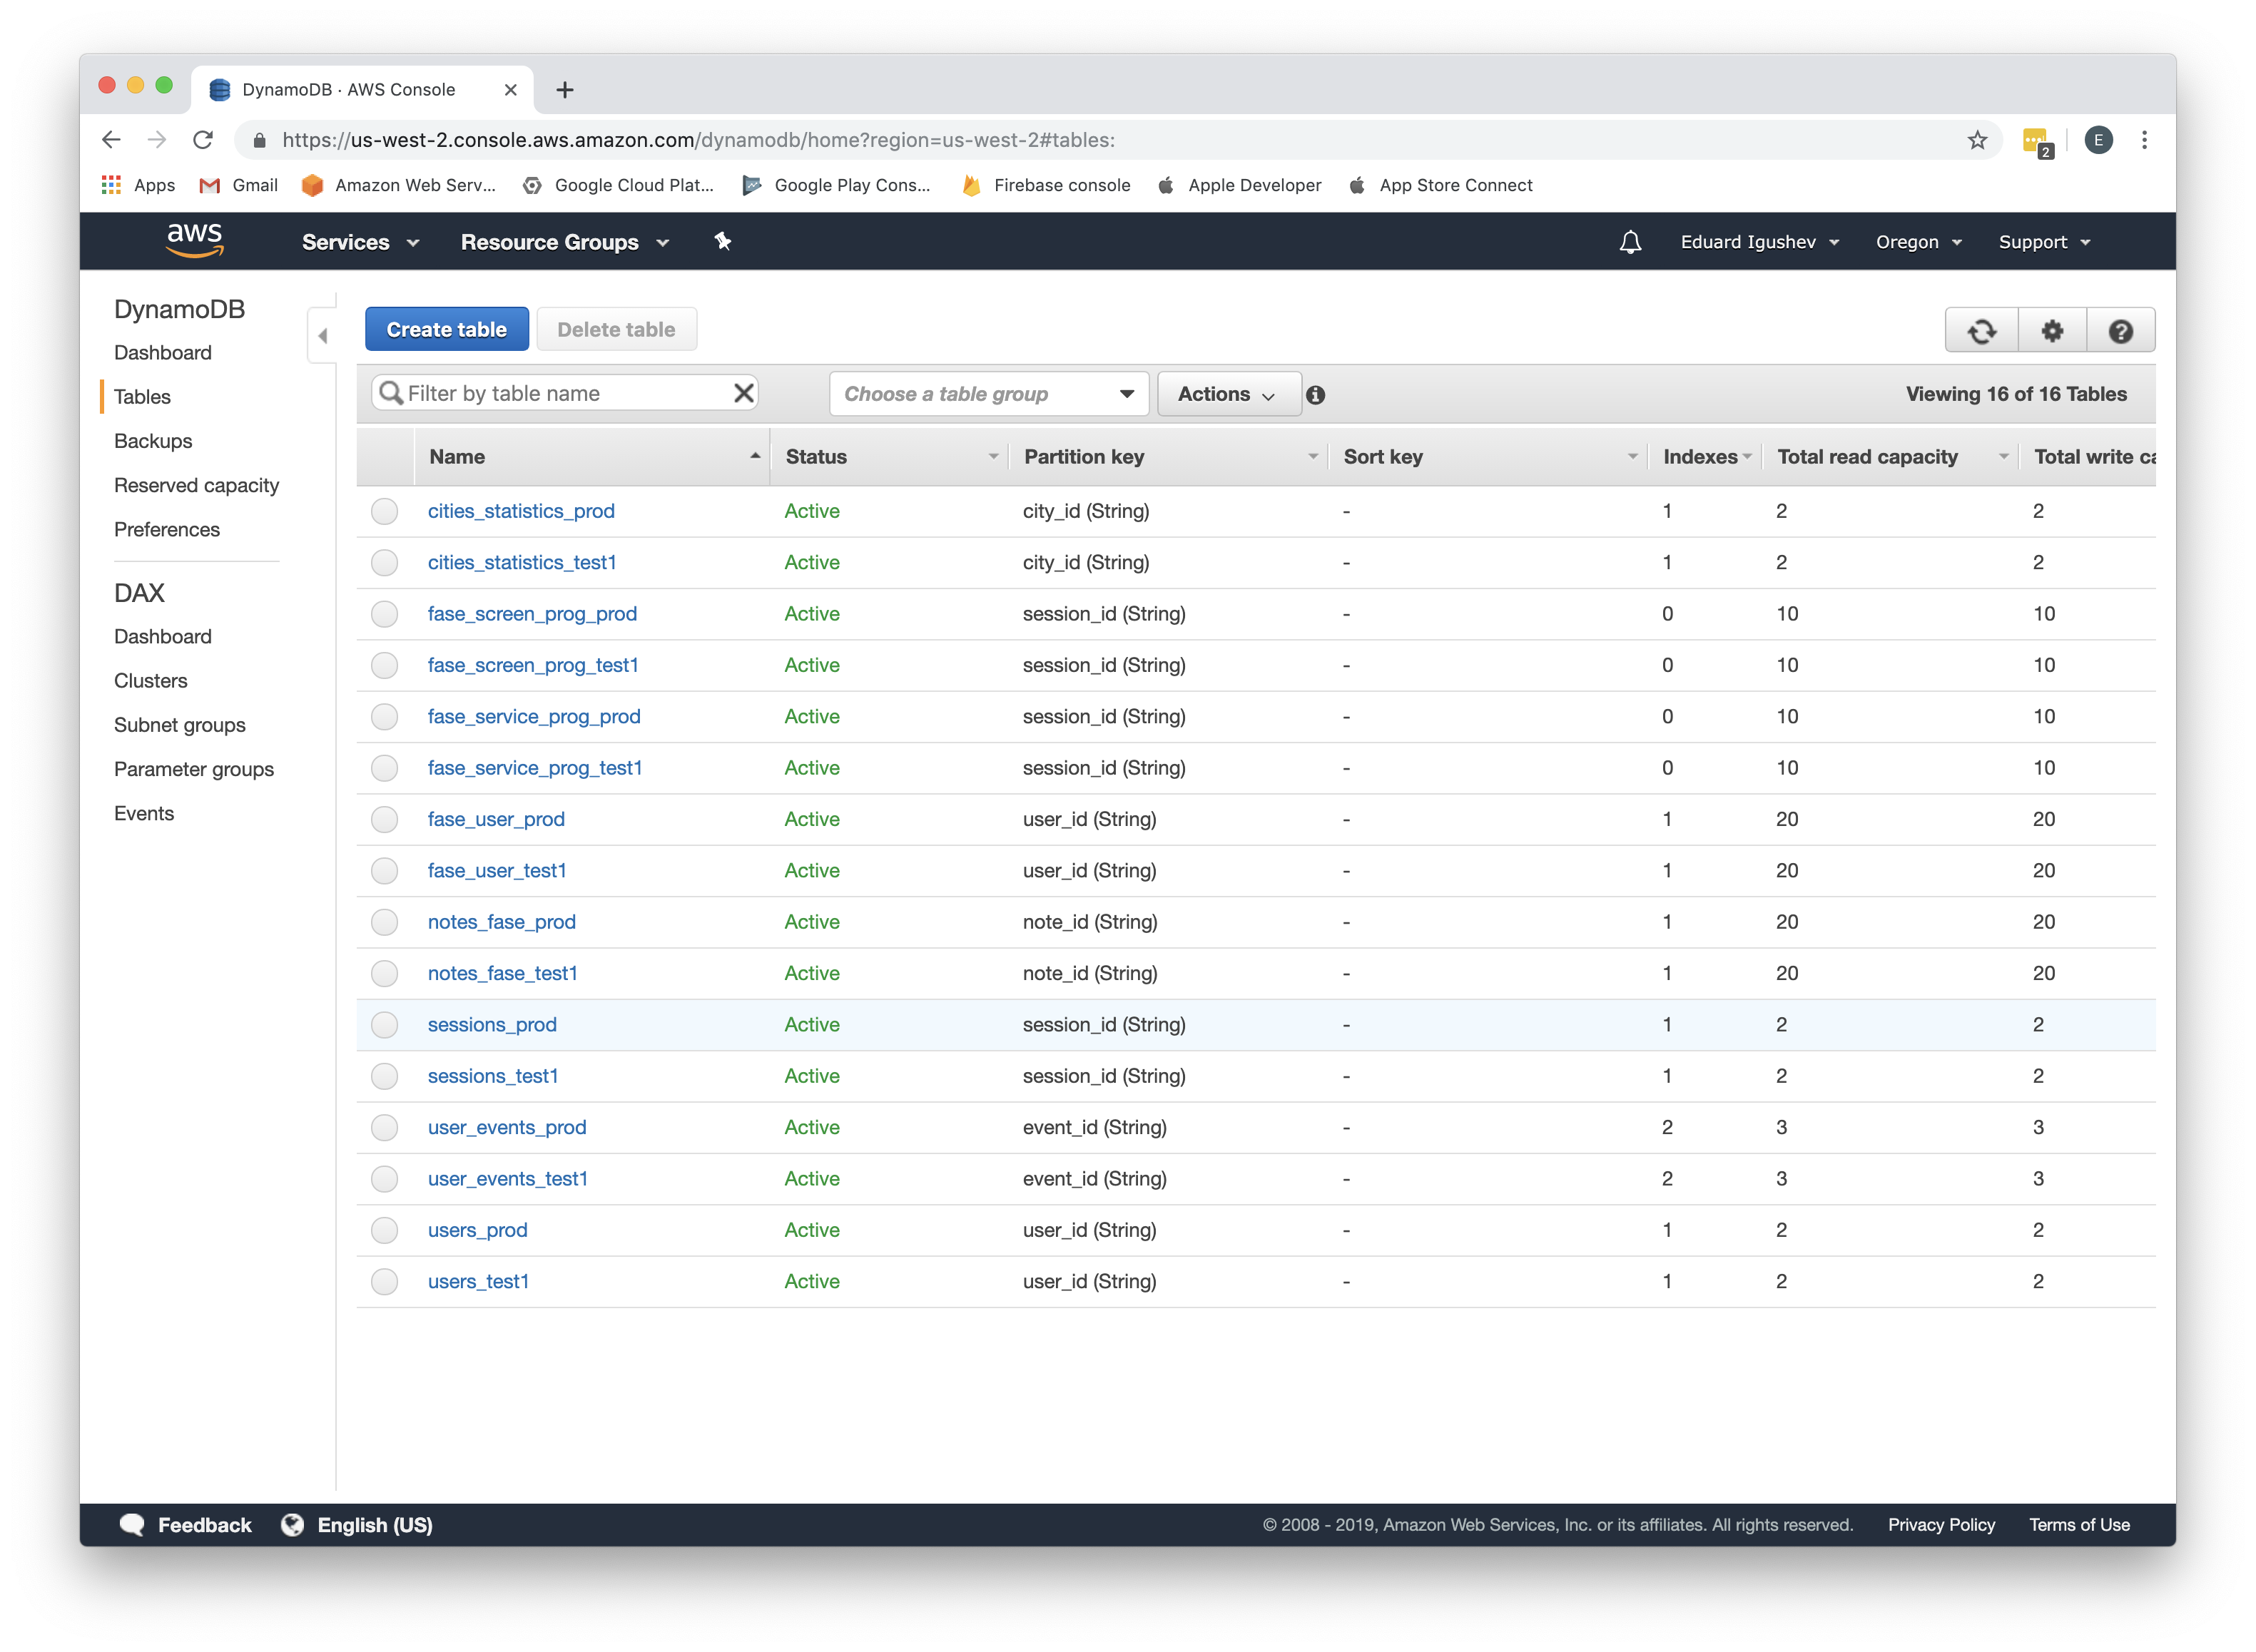 DynamoDB · AWS Console
https://us-west-2.console.aws.amazon.com/dynamodb/home?region=us-west-2#tables:
2
E
Apps Gmail Amazon Web Serv... Google Cloud Plat... Google Play Cons... Firebase console Apple Developer App Store Connect
aws Services Resource Groups Eduard Igushev Oregon Support
DynamoDB
Dashboard
Tables
Backups
Reserved capacity
Preferences
DAX
Dashboard
Clusters
Subnet groups
Parameter groups
Events
Create table Delete table
Filter by table name Choose a table group Actions Viewing 16 of 16 Tables
Name Status Partition key Sort key Indexes Total read capacity Total write ca
cities_statistics_prod Active city_id (String) - 1 2 2
cities_statistics_test1 Active city_id (String) - 1 2 2
fase_screen_prog_prod Active session_id (String) - 0 10 10
fase_screen_prog_test1 Active session_id (String) - 0 10 10
fase_service_prog_prod Active session_id (String) - 0 10 10
fase_service_prog_test1 Active session_id (String) - 0 10 10
fase_user_prod Active user_id (String) - 1 20 20
fase_user_test1 Active user_id (String) - 1 20 20
notes_fase_prod Active note_id (String) - 1 20 20
notes_fase_test1 Active note_id (String) - 1 20 20
sessions_prod Active session_id (String) - 1 2 2
sessions_test1 Active session_id (String) - 1 2 2
user_events_prod Active event_id (String) - 2 3 3
user_events_test1 Active event_id (String) - 2 3 3
users_prod Active user_id (String) - 1 2 2
users_test1 Active user_id (String) - 1 2 2
Feedback English (US) © 2008 - 2019, Amazon Web Services, Inc. or its affiliates. All rights reserved. Privacy Policy Terms of Use